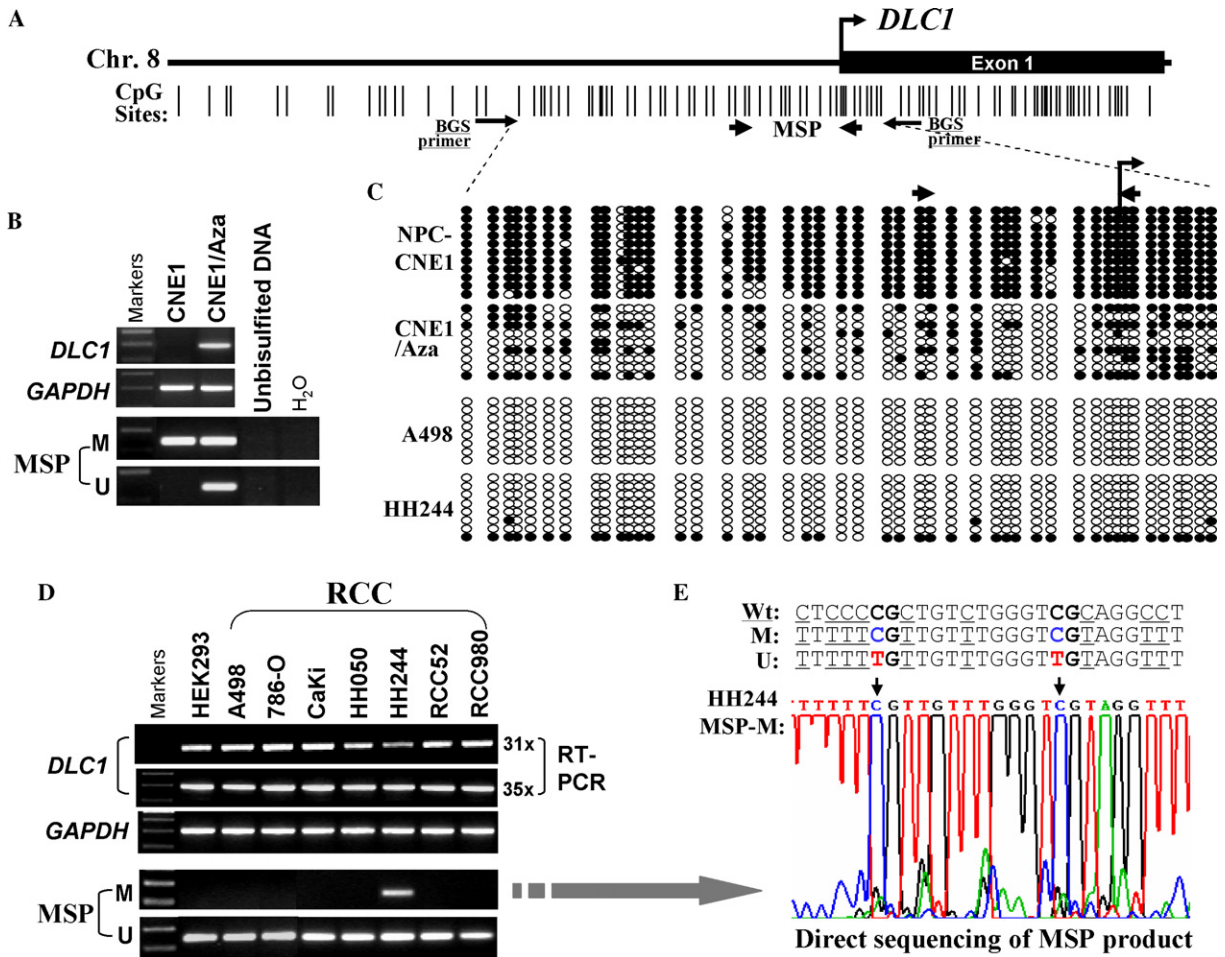 A
DLC1
Chr. 8
Exon 1
CpG
Sites:
BGS
primer
MSP
BGS
primer
B
Markers
CNE1
CNE1/Aza
Unbisulfited DNA
H2O
DLC1
GAPDH
MSP
M
U
C
NPC-
CNE1
CNE1
/Aza
A498
HH244
D
RCC
Markers
HEK293
A498
786-O
CaKi
HH050
HH244
RCC52
RCC980
DLC1
31x
35x
RT-
PCR
GAPDH
MSP
M
U
E
Wt: CTCCCCGCTGTCTGGGTCGCAGGCCT
M: TTTTTCGTTGTTTGGGTCGTAGGTTT
U: TTTTTTGTTGTTTGGGTTGTAGGTTT
HH244 TTTTTCGTTGTTTGGGTCGTAGGTTT
MSP-M:
Direct sequencing of MSP product